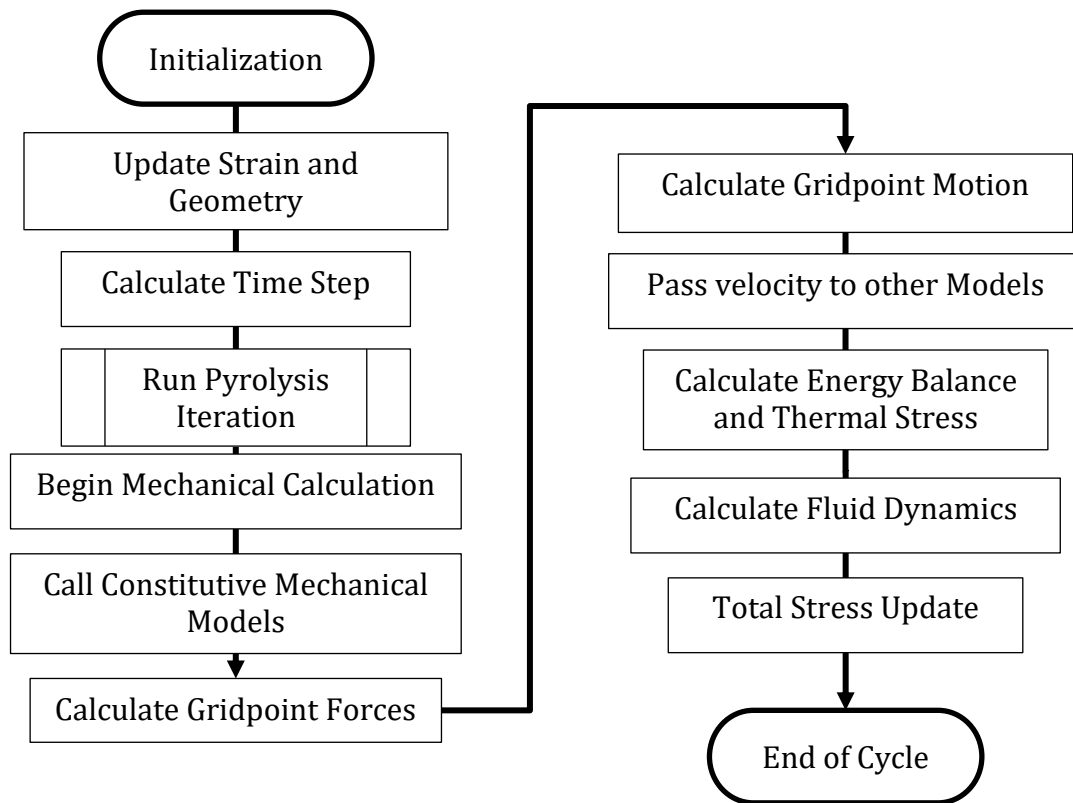 Initialization
Update Strain and
Geometry
Calculate Time Step
Run Pyrolysis
Iteration
Begin Mechanical Calculation
Call Constitutive Mechanical
Models
Calculate Gridpoint Forces
Calculate Gridpoint Motion
Pass velocity to other Models
Calculate Energy Balance
and Thermal Stress
Calculate Fluid Dynamics
Total Stress Update
End of Cycle